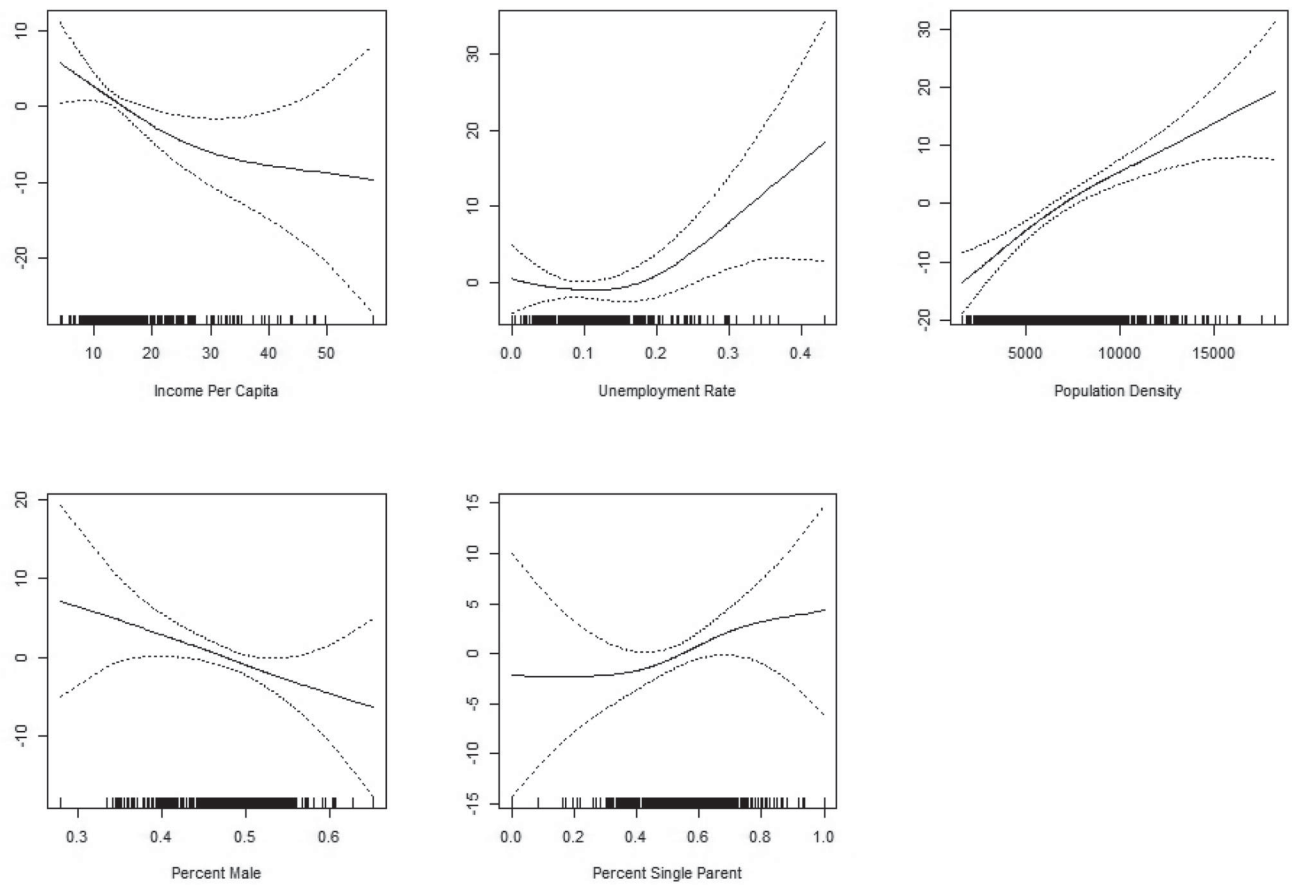 10
0
-10
-20
10 20 30 40 50
Income Per Capita
30
20
10
0
0.0 0.1 0.2 0.3 0.4
Unemployment Rate
30
20
10
0
-10
-20
5000 10000 15000
Population Density
20
10
0
-10
0.3 0.4 0.5 0.6
Percent Male
15
10
5
0
-5
-10
-15
0.0 0.2 0.4 0.6 0.8 1.0
Percent Single Parent